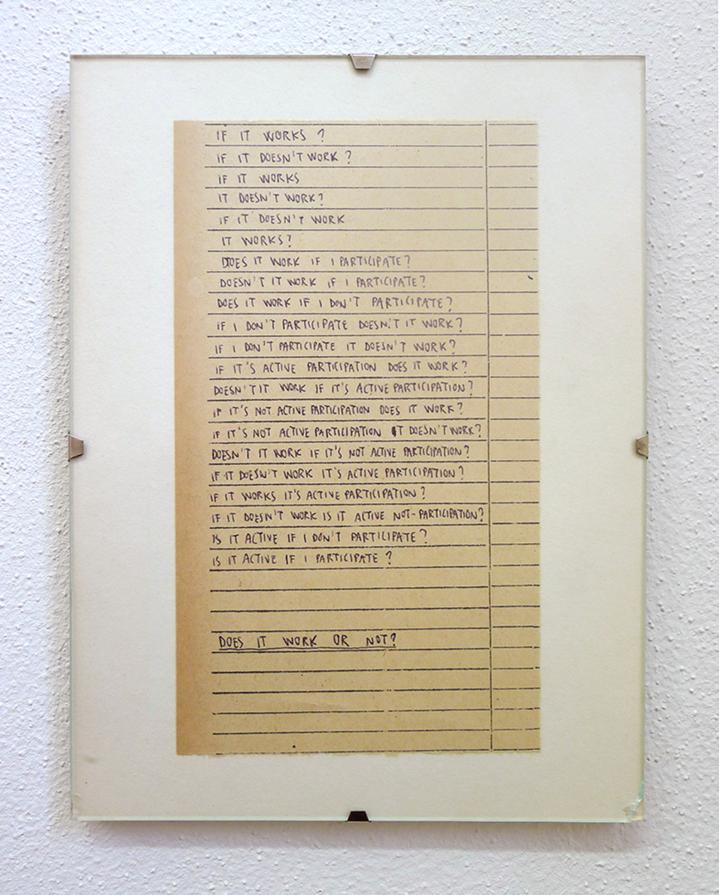 IF IT WORKS ?
IF IT DOESN'T WORK ?
IF IT WORKS
IT DOESN'T WORK?
IF IT DOESN'T WORK
IT WORKS?
DOES IT WORK IF I PARTICIPATE?
DOESN'T IT WORK IF I PARTICIPATE?
DOES IT WORK IF I DON'T PARTICIPATE?
IF I DON'T PARTICIPATE DOESN'T IT WORK?
IF I DON'T PARTICIPATE IT DOESN'T WORK?
IF IT'S ACTIVE PARTICIPATION DOES IT WORK?
DOESN'T IT WORK IF IT'S ACTIVE PARTICIPATION?
IF IT'S NOT ACTIVE PARTICIPATION DOES IT WORK?
IF IT'S NOT ACTIVE PARTICIPATION IT DOESN'T WORK?
DOESN'T IT WORK IF IT'S NOT ACTIVE PARTICIPATION?
IF IT DOESN'T WORK IT'S ACTIVE PARTICIPATION?
IF IT WORKS IT'S ACTIVE PARTICIPATION?
IF IT DOESN'T WORK IS IT ACTIVE NOT-PARTICIPATION?
IS IT ACTIVE IF I DON'T PARTICIPATE?
IS IT ACTIVE IF I PARTICIPATE ?
DOES IT WORK OR NOT?